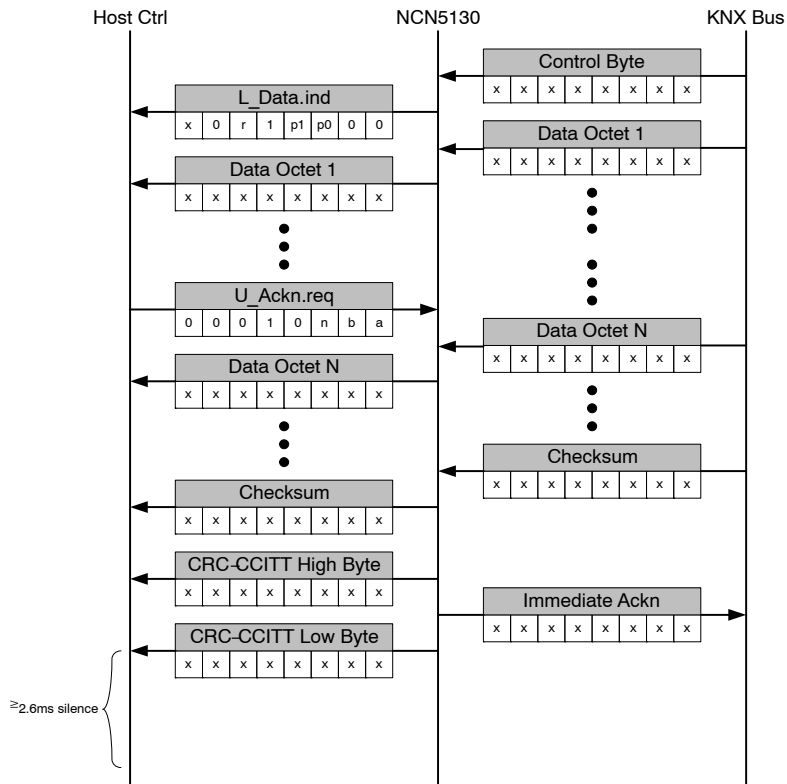 Host Ctrl NCN5130 KNX Bus
Control Byte
x x x x x x x x
L_Data.ind
x 0 r 1 p1 p0 0 0
Data Octet 1
x x x x x x x x
Data Octet 1
x x x x x x x x
U_Ackn.req
0 0 0 1 0 n b a
Data Octet N
x x x x x x x x
Data Octet N
x x x x x x x x
Checksum
x x x x x x x x
Checksum
x x x x x x x x
CRC-CCITT High Byte
x x x x x x x x
Immediate Ackn
x x x x x x x x
CRC-CCITT Low Byte
x x x x x x x x
≥2.6ms silence